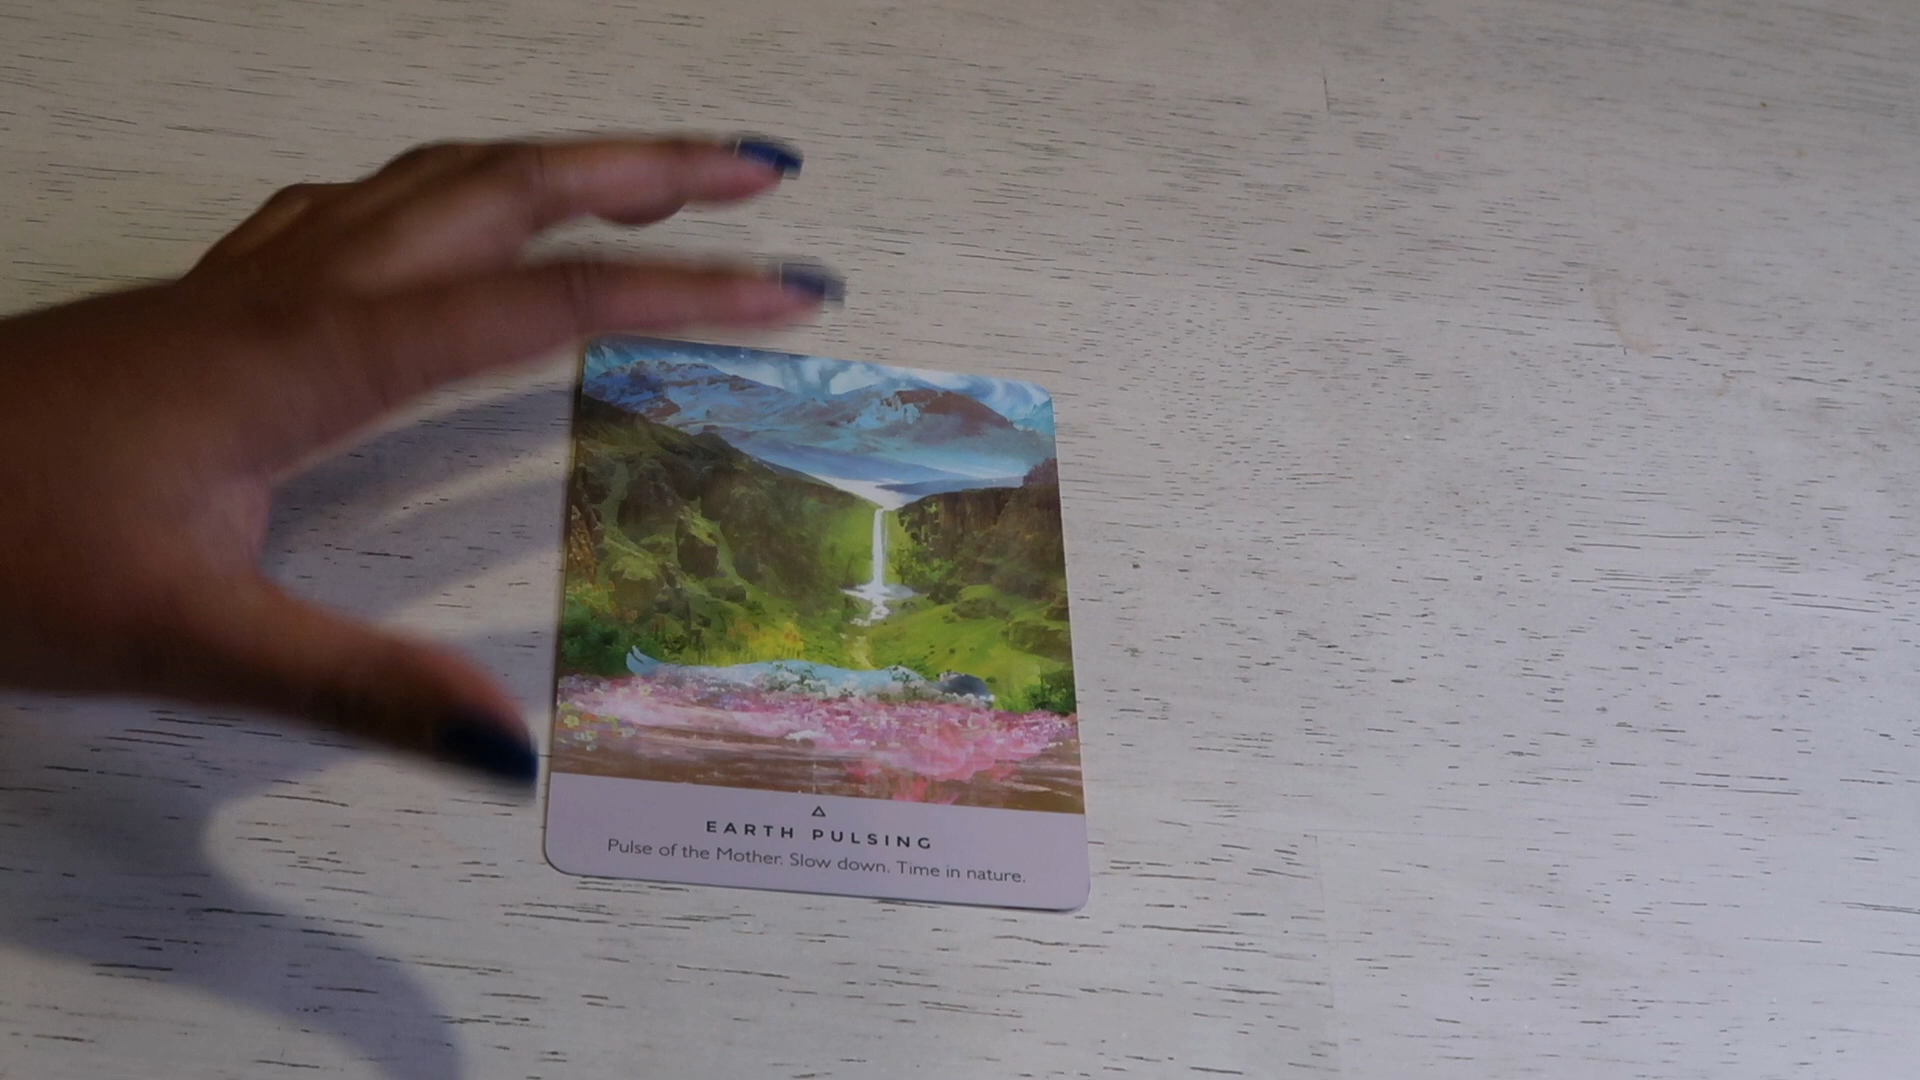 EARTH PULSING
Pulse of the Mother. Slow down. Time in nature.